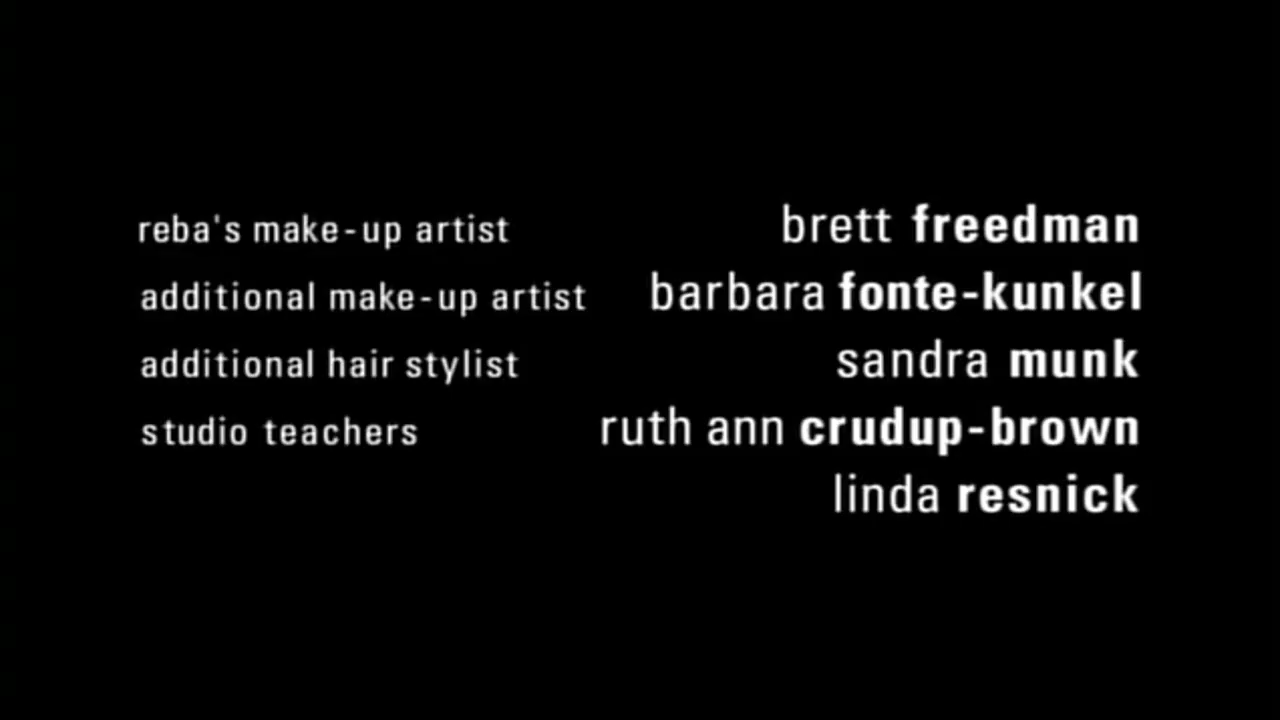 reba's make-up artist brett freedman
additional make-up artist barbara fonte-kunkel
additional hair stylist sandra munk
studio teachers ruth ann crudup-brown
linda resnick